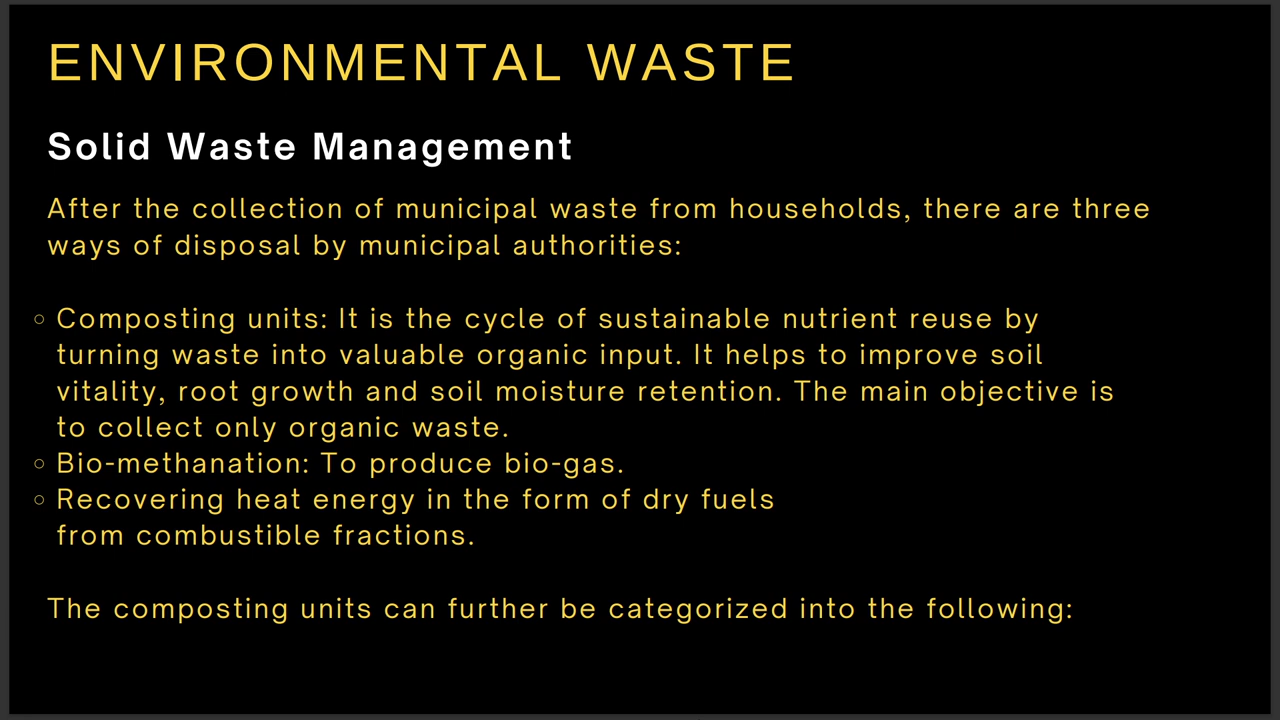 ENVIRONMENTAL WASTE
Solid Waste Management
After the collection of municipal waste from households, there are three
ways of disposal by municipal authorities:
◦ Composting units: It is the cycle of sustainable nutrient reuse by
turning waste into valuable organic input. It helps to improve soil
vitality, root growth and soil moisture retention. The main objective is
to collect only organic waste.
◦ Bio-methanation: To produce bio-gas.
◦ Recovering heat energy in the form of dry fuels
from combustible fractions.
The composting units can further be categorized into the following: